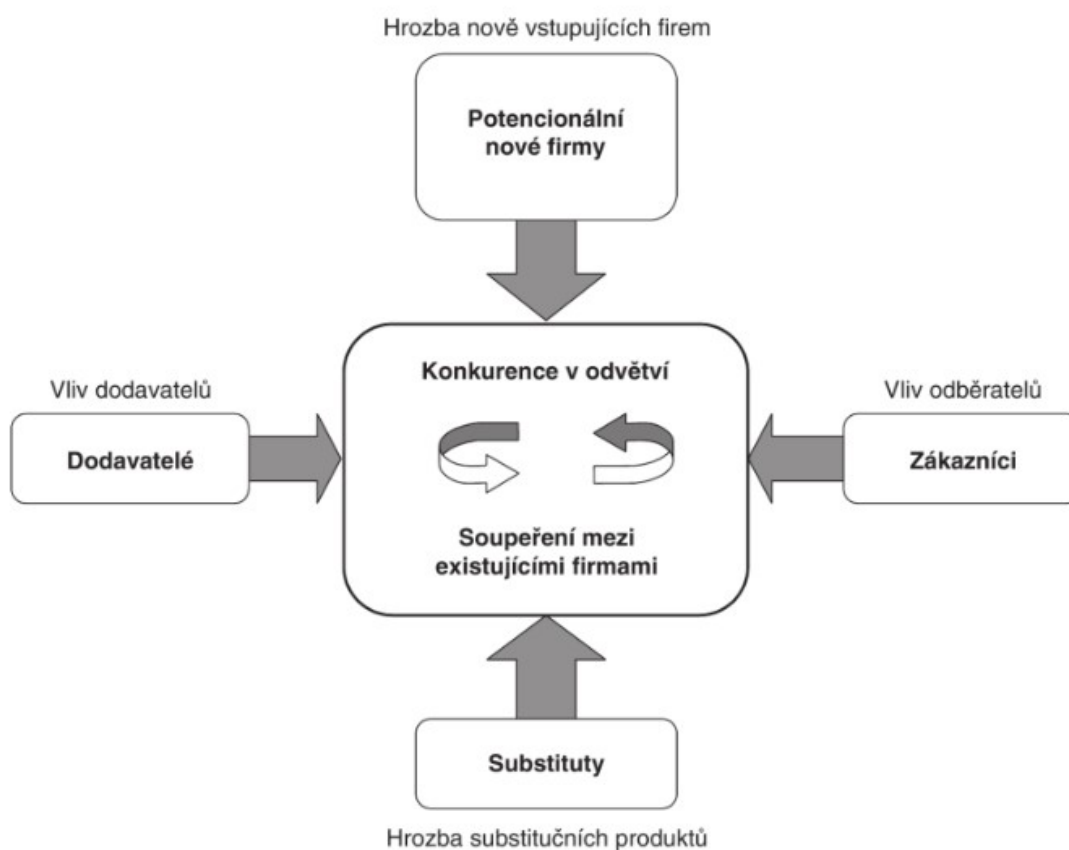 Hrozba nově vstupujících firem
Potencionální
nové firmy
Konkurence v odvětví
Vliv dodavatelů
Dodavatelé
Vliv odběratelů
Zákazníci
Soupeření mezi
existujícími firmami
Substituty
Hrozba substitučních produktů